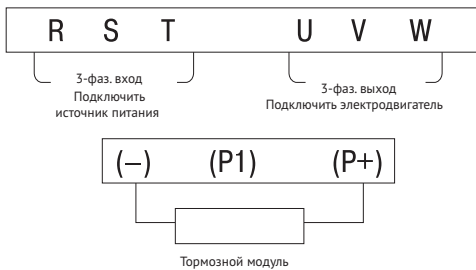 R S T U V W
3-фаз. вход
Подключить
источник питания
3-фаз. выход
Подключить электродвигатель
(–) (P1) (P+)
Тормозной модуль